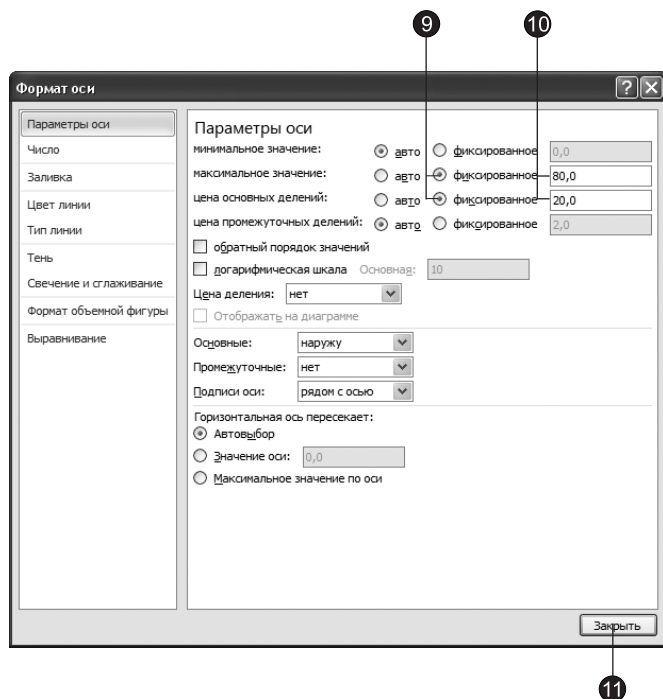 9 10
Формат оси
Параметры оси
Число
Заливка
Цвет линии
Тип линии
Тень
Свечение и сглаживание
Формат объемной фигуры
Выравнивание
Параметры оси
минимальное значение: авто фиксированное 0,0
максимальное значение: авто фиксированное 80,0
цена основных делений: авто фиксированное 20,0
цена промежуточных делений: авто фиксированное 2,0
обратный порядок значений
логарифмическая шкала Основная: 10
Цена деления: нет
Отображать на диаграмме
Основные: наружу
Промежуточные: нет
Подписи оси: рядом с осью
Горизонтальная ось пересекает:
Автовыбор
Значение оси: 0,0
Максимальное значение по оси
Закрыть
11